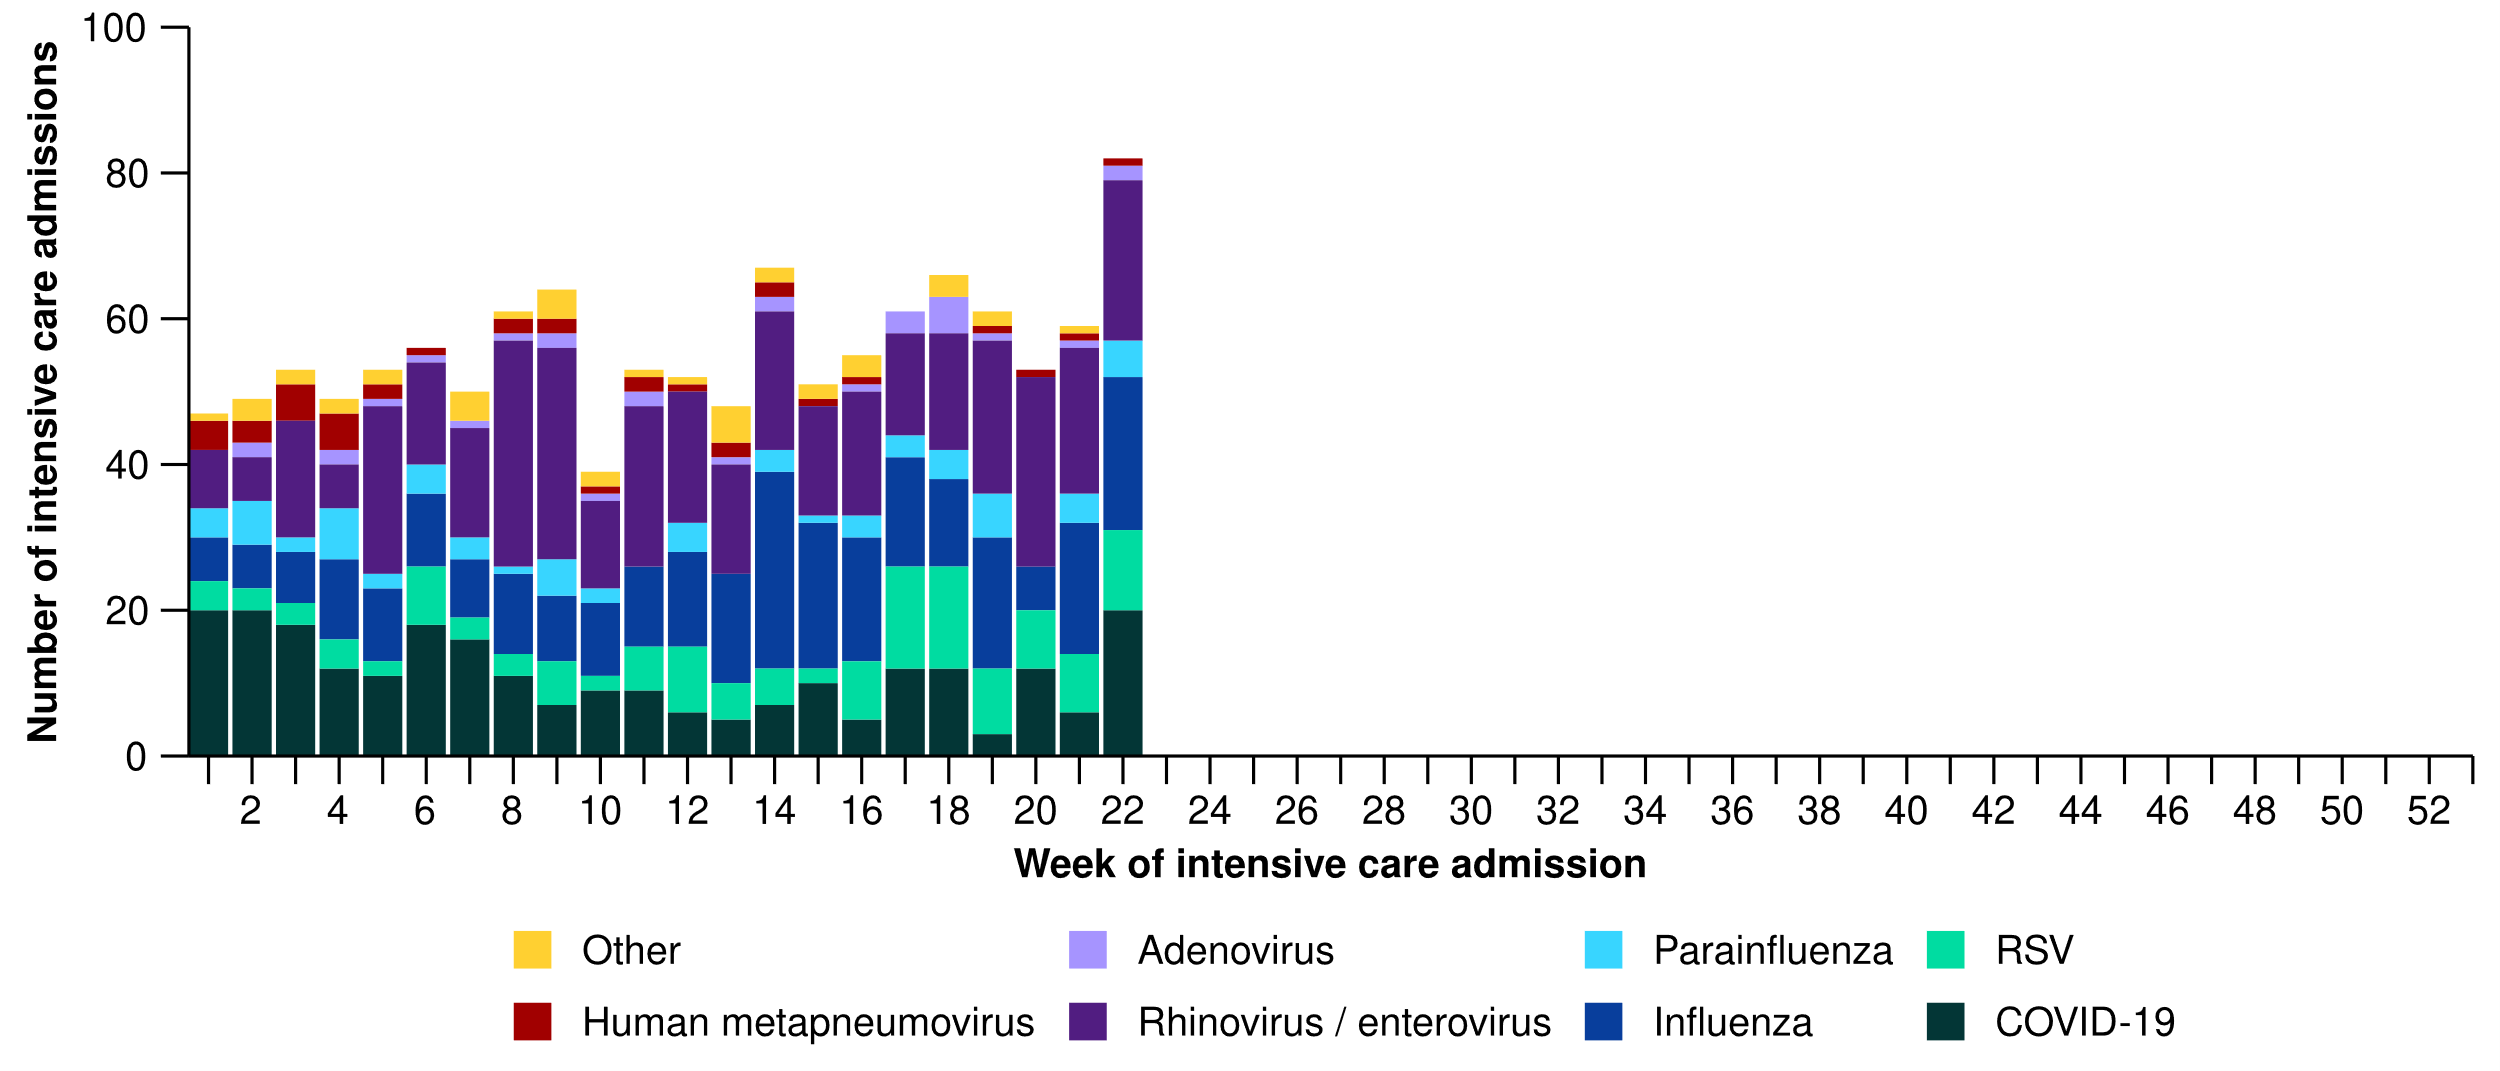 Number of intensive care admissions
100
80
60
40
20
0
2 4 6 8 10 12 14 16 18 20 22 24 26 28 30 32 34 36 38 40 42 44 46 48 50 52
Week of intensive care admission
Other Adenovirus Parainfluenza RSV
Human metapneumovirus Rhinovirus / enterovirus Influenza COVID-19